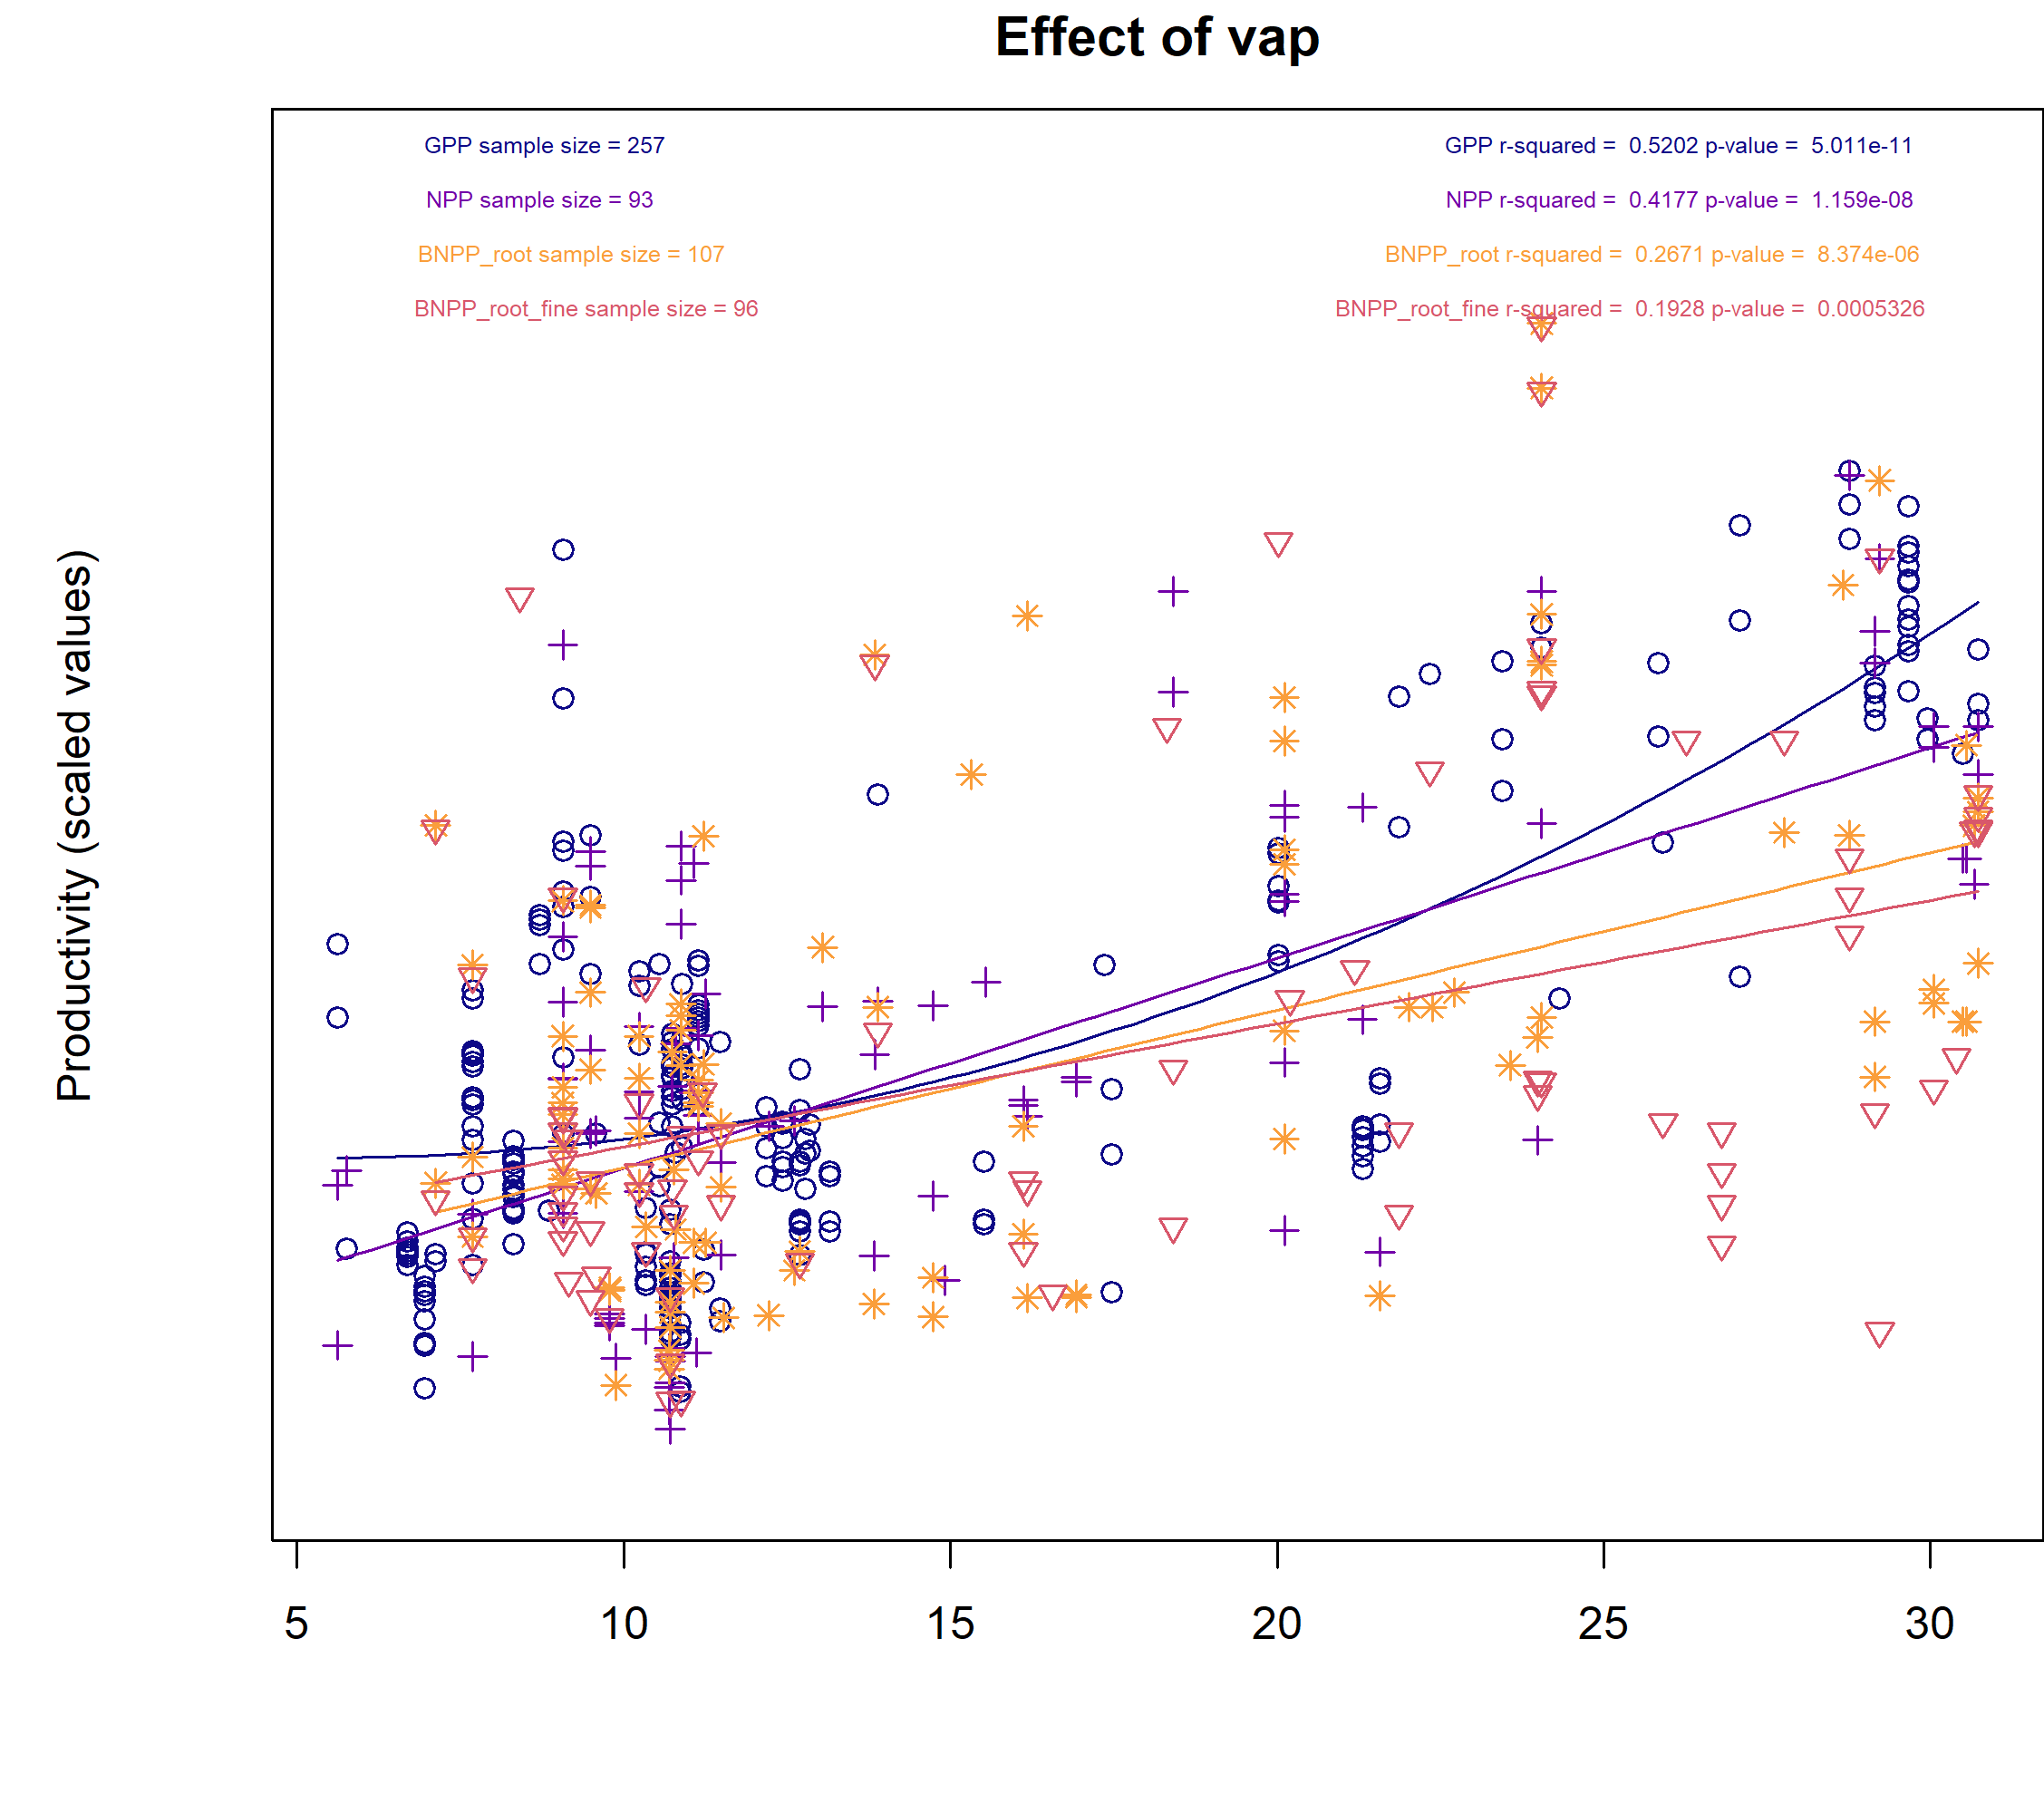 Effect of vap
GPP sample size = 257
GPP r-squared =  0.5202 p-value =  5.011e-11
NPP sample size = 93
NPP r-squared =  0.4177 p-value =  1.159e-08
BNPP_root sample size = 107
BNPP_root r-squared =  0.2671 p-value =  8.374e-06
BNPP_root_fine sample size = 96
BNPP_root_fine r-squared =  0.1928 p-value =  0.0005326
Productivity (scaled values)
5 10 15 20 25 30